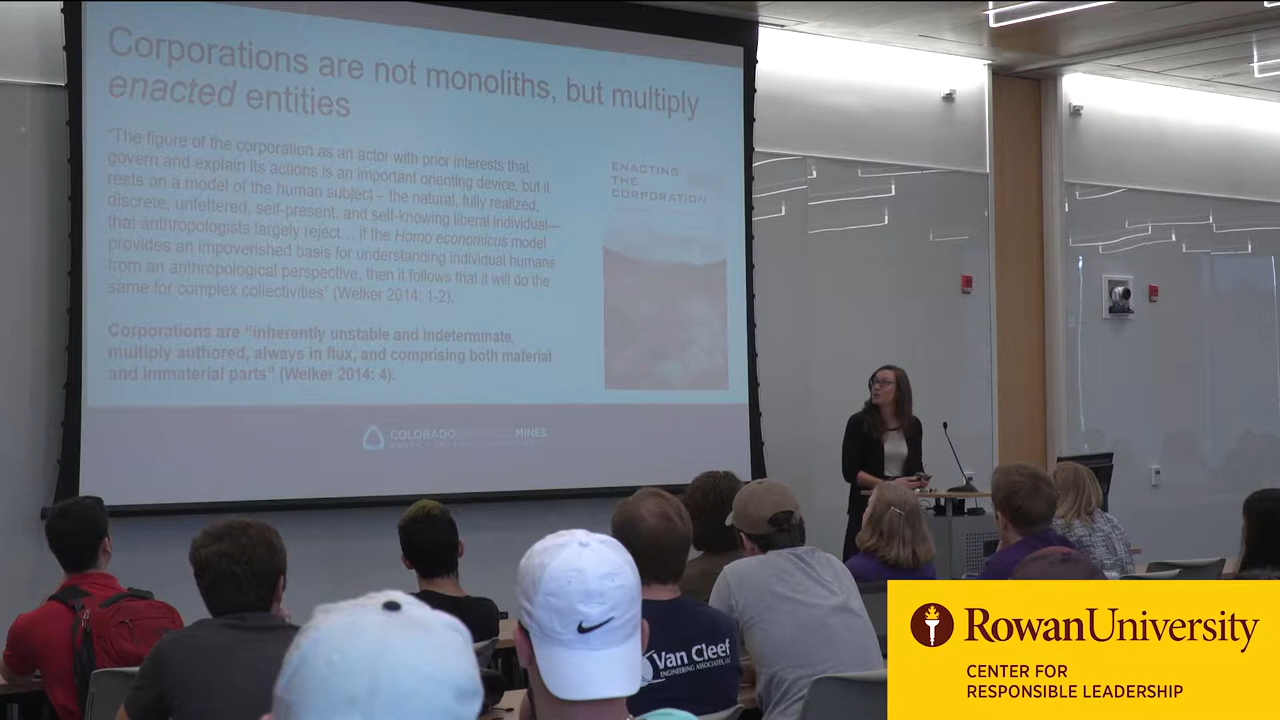 Corporations are not monoliths, but multiply
enacted entities
"The figure of the corporation as an actor with prior interests that
govern and explain its actions is an important orienting device, but it
rests on a model of the human subject – the natural, fully realized,
discrete, unfettered, self-present, and self-knowing liberal individual—
that anthropologists largely reject… if the Homo economicus model
provides an impoverished basis for understanding individual humans
from an anthropological perspective, then it follows that it will do the
same for complex collectivities" (Welker 2014: 1-2).
Corporations are "inherently unstable and indeterminate,
multiply authored, always in flux, and comprising both material
and immaterial parts" (Welker 2014: 4).
ENACTING
THE
CORPORATION
COLORADO MINES
Van Cleef
ENGINEERING ASSOCIATES, LLC
Rowan University
CENTER FOR
RESPONSIBLE LEADERSHIP